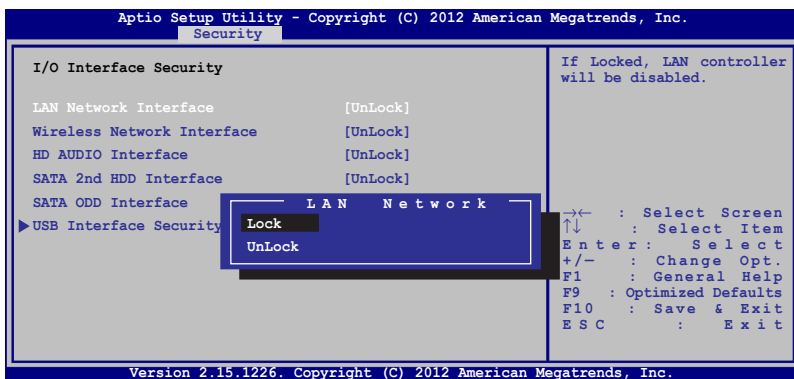 Aptio Setup Utility - Copyright (C) 2012 American Megatrends, Inc.
Security
I/O Interface Security
LAN Network Interface [UnLock]
Wireless Network Interface [UnLock]
HD AUDIO Interface [UnLock]
SATA 2nd HDD Interface [UnLock]
SATA ODD Interface
USB Interface Security
LAN Network
Lock
UnLock
If Locked, LAN controller
will be disabled.
→← : Select Screen
↑↓ : Select Item
Enter: Select
+/— : Change Opt.
F1 : General Help
F9 : Optimized Defaults
F10 : Save & Exit
ESC : Exit
Version 2.15.1226. Copyright (C) 2012 American Megatrends, Inc.